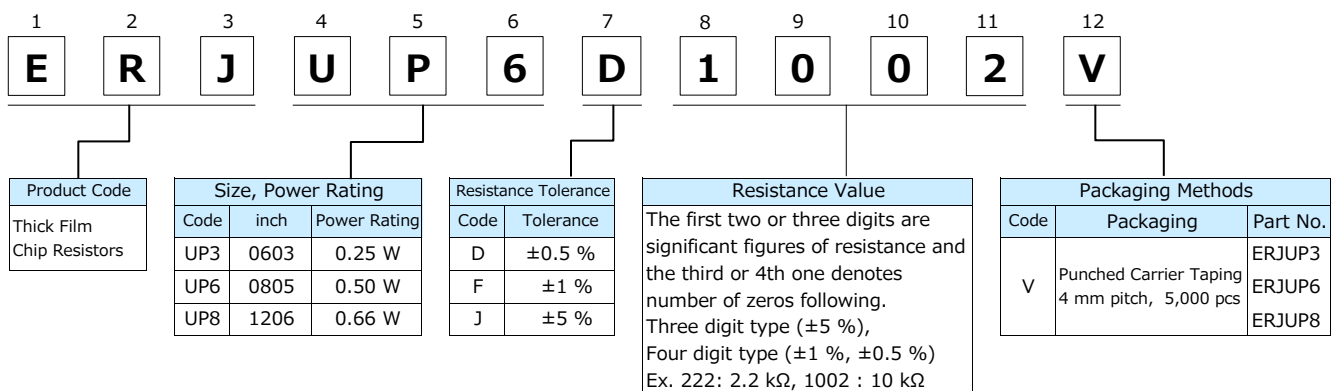 1 2 3 4 5 6 7 8 9 10 11 12
E R J U P 6 D 1 0 0 2 V
Product Code
Thick Film
Chip Resistors
Size, Power Rating
Code inch Power Rating
UP3 0603 0.25 W
UP6 0805 0.50 W
UP8 1206 0.66 W
Resistance Tolerance
Code Tolerance
D ±0.5 %
F ±1 %
J ±5 %
Resistance Value
The first two or three digits are
significant figures of resistance and
the third or 4th one denotes
number of zeros following.
Three digit type (±5 %),
Four digit type (±1 %, ±0.5 %)
Ex. 222: 2.2 kΩ, 1002 : 10 kΩ
Packaging Methods
Code Packaging Part No.
V
Punched Carrier Taping
4 mm pitch, 5,000 pcs
ERJUP3
ERJUP6
ERJUP8